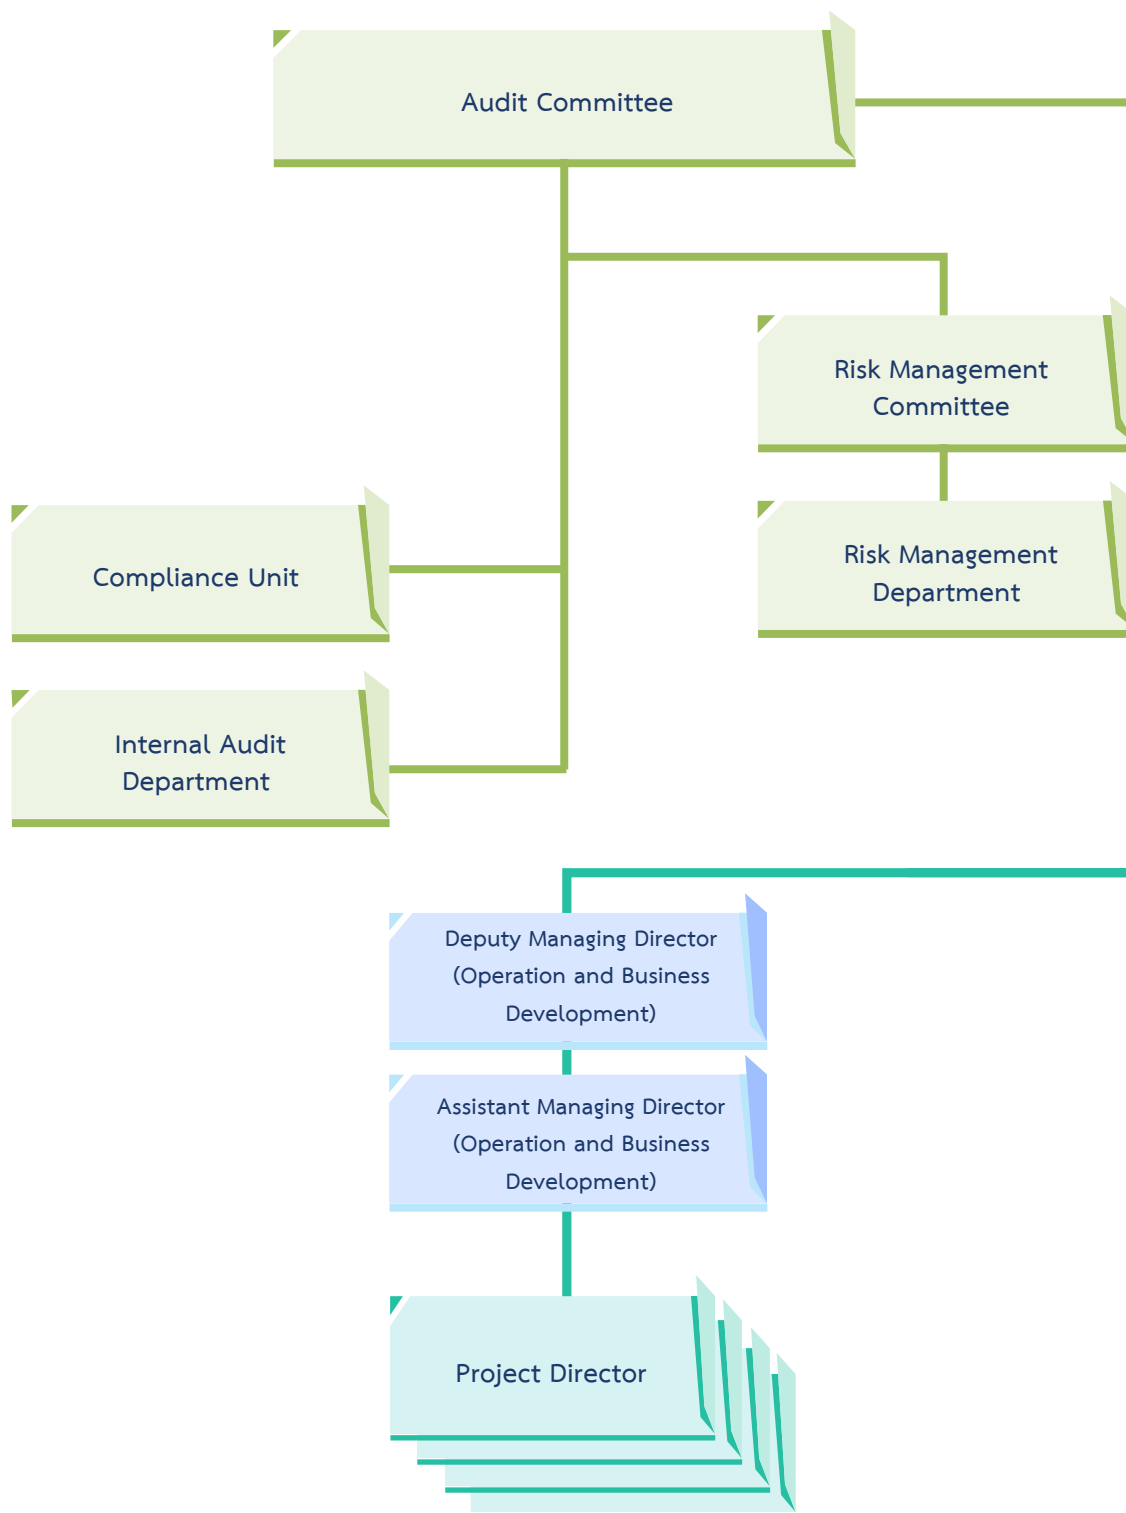 Audit Committee
Risk Management
Committee
Risk Management
Department
Compliance Unit
Internal Audit
Department
Deputy Managing Director
(Operation and Business
Development)
Assistant Managing Director
(Operation and Business
Development)
Project Director